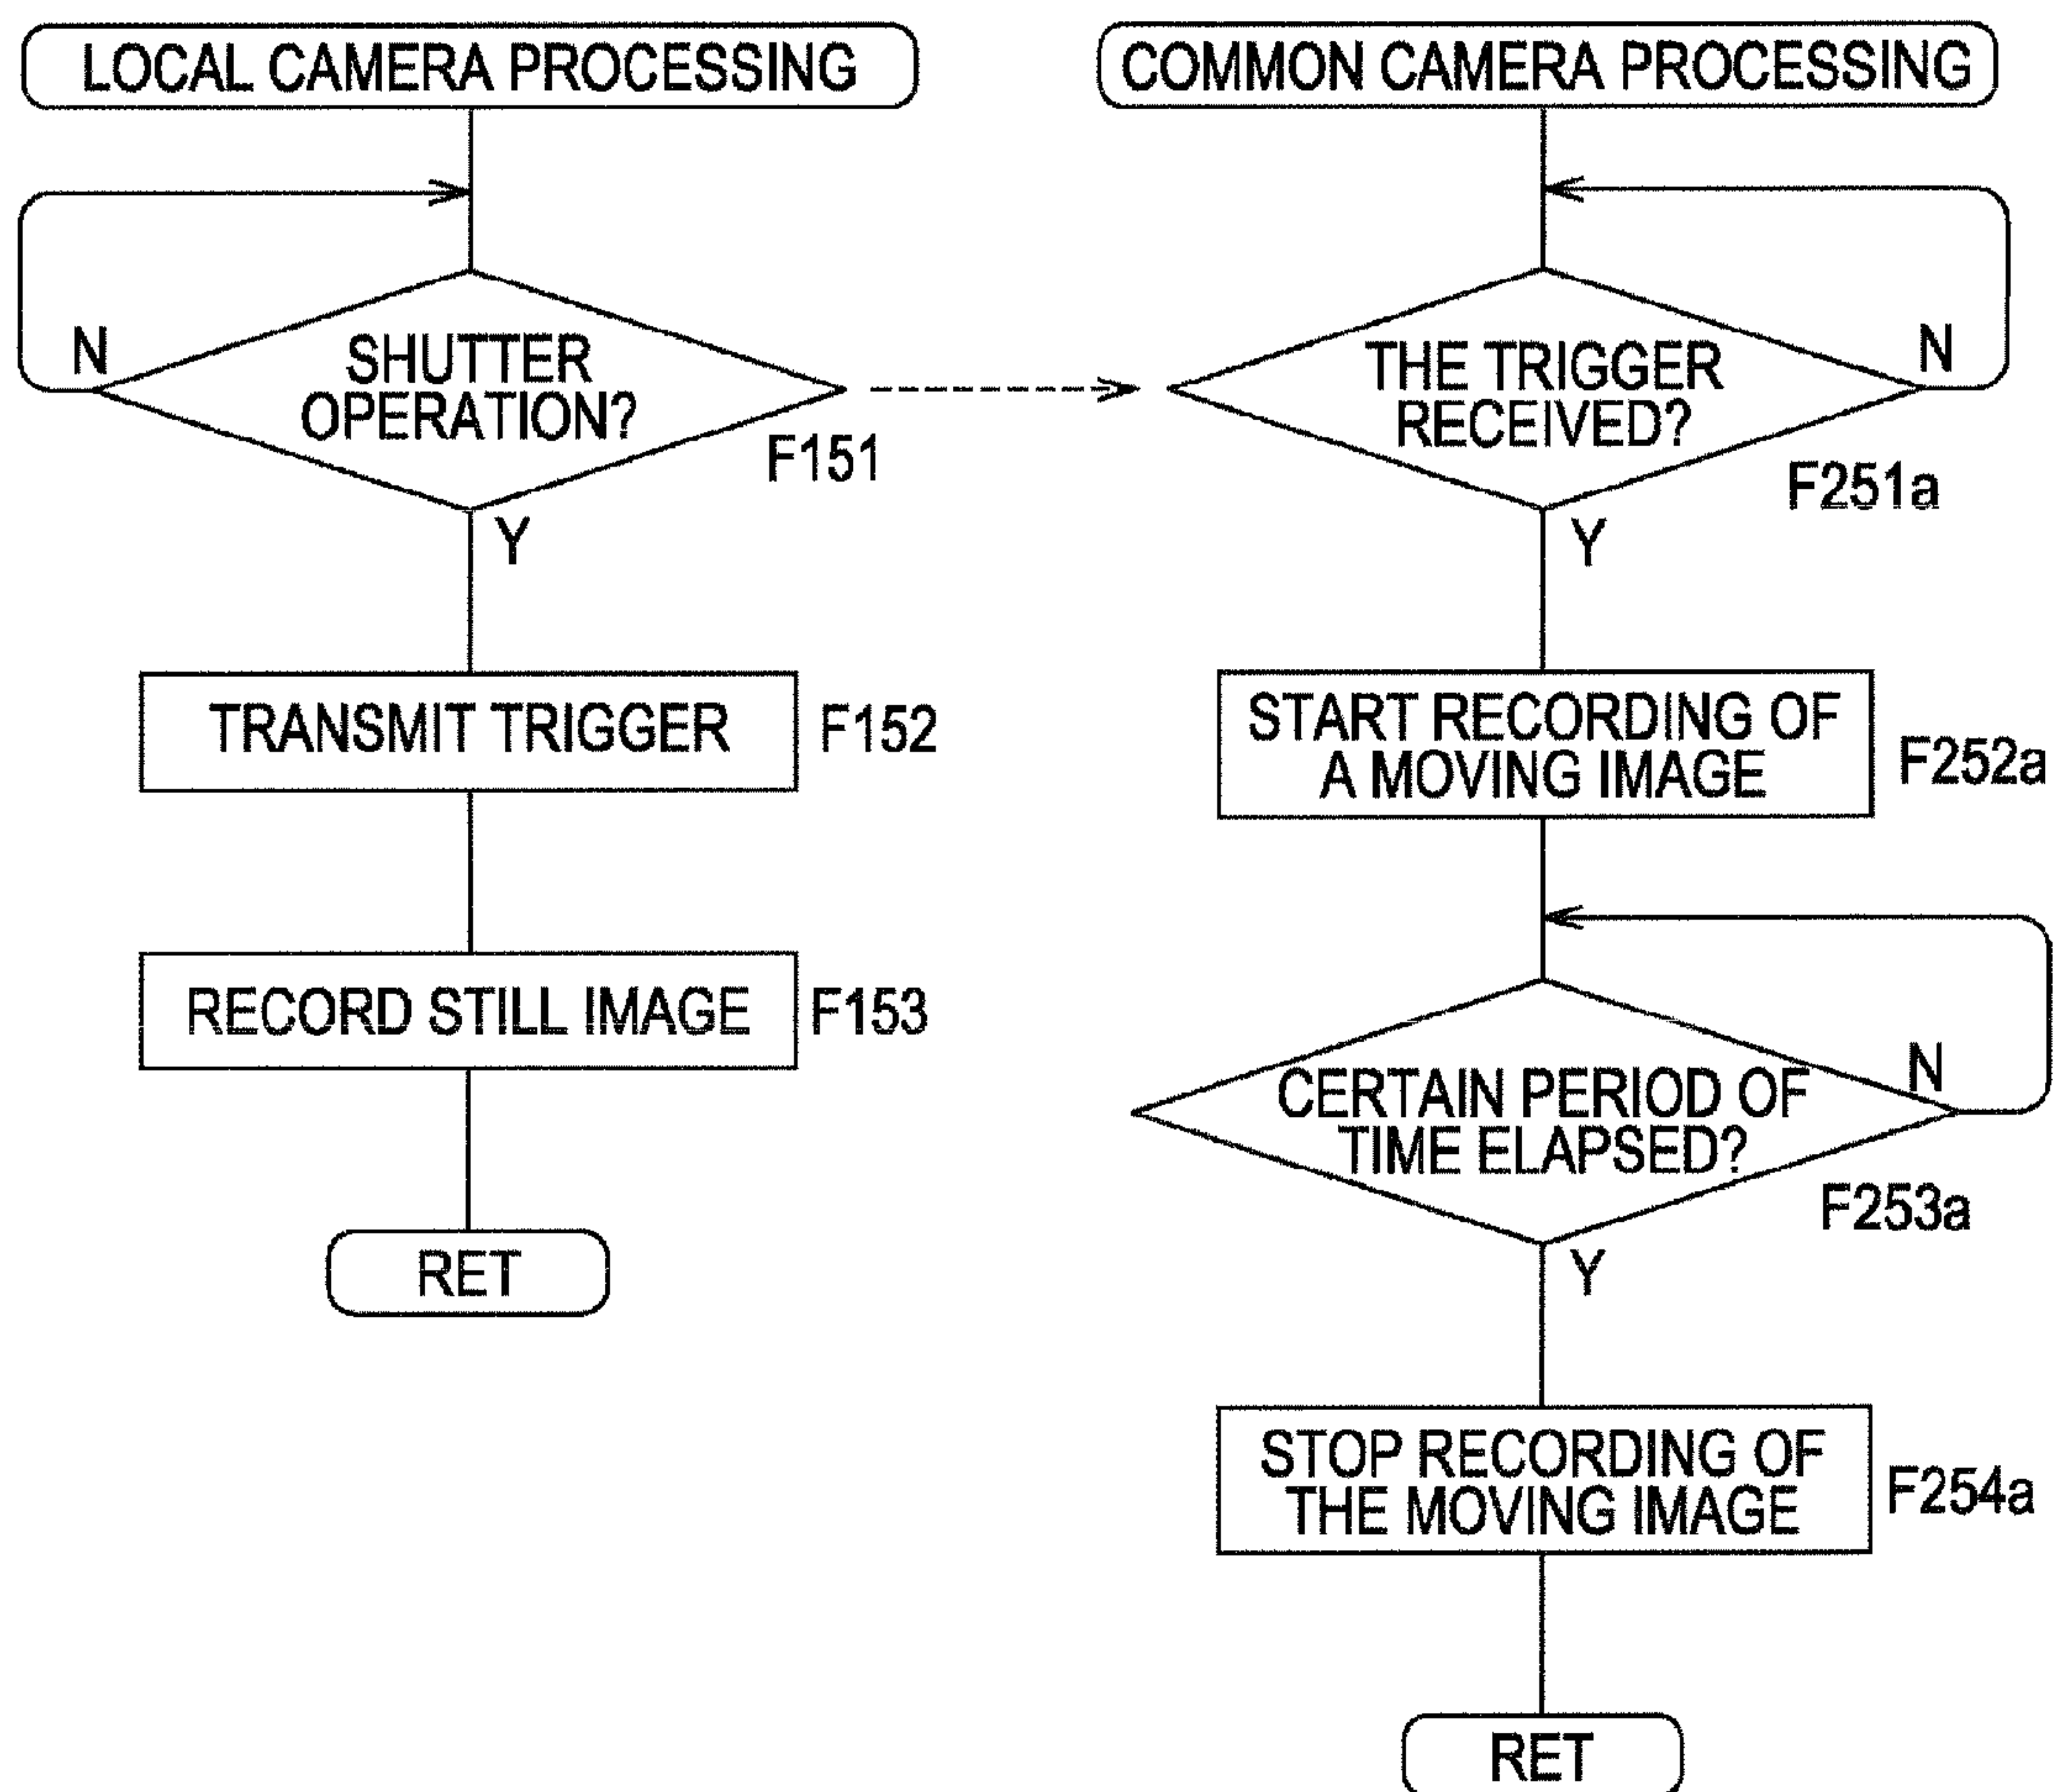 LOCAL CAMERA PROCESSING
N
SHUTTER
OPERATION?
F151
Y
TRANSMIT TRIGGER
F152
RECORD STILL IMAGE
F153
RET
COMMON CAMERA PROCESSING
THE TRIGGER
RECEIVED?
N
F251a
Y
START RECORDING OF
A MOVING IMAGE
F252a
CERTAIN PERIOD OF
TIME ELAPSED?
N
F253a
Y
STOP RECORDING OF
THE MOVING IMAGE
F254a
RET